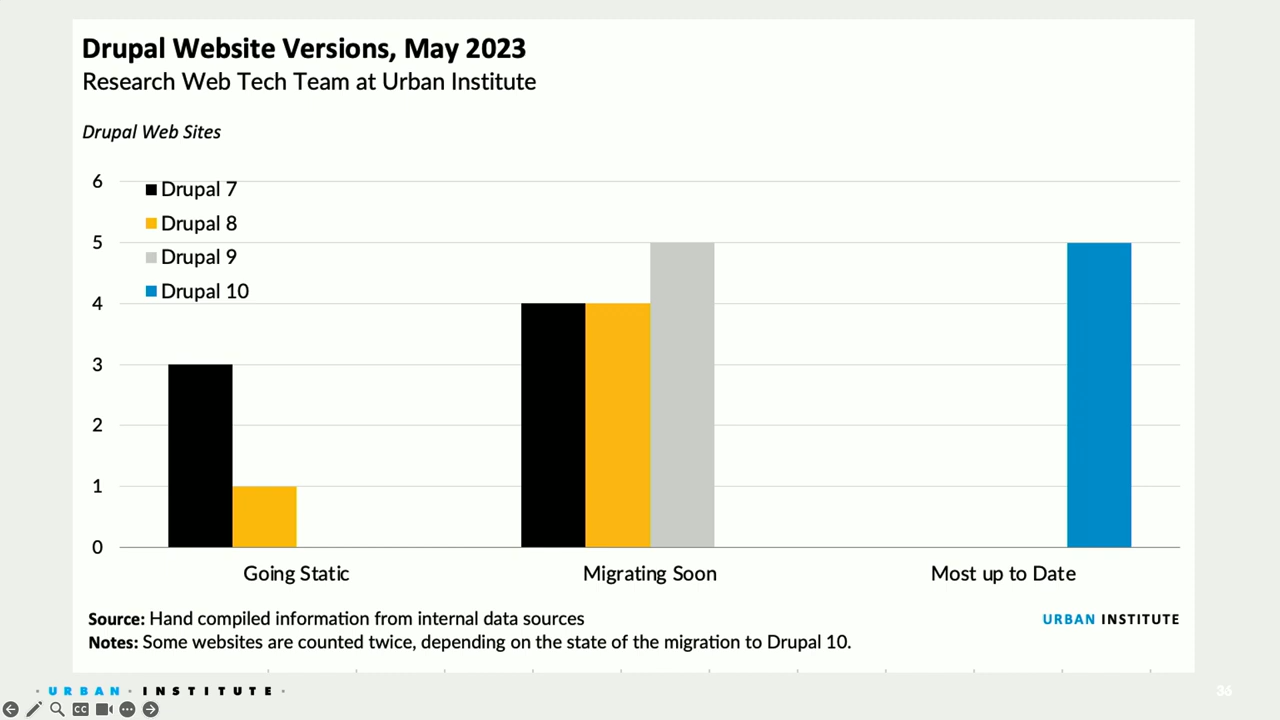 Drupal Website Versions, May 2023
Research Web Tech Team at Urban Institute
Drupal Web Sites
6
5
4
3
2
1
0
Drupal 7
Drupal 8
Drupal 9
Drupal 10
Going Static
Migrating Soon
Most up to Date
Source: Hand compiled information from internal data sources
Notes: Some websites are counted twice, depending on the state of the migration to Drupal 10.
URBAN INSTITUTE
· URBAN · INSTITUTE ·
36
CC